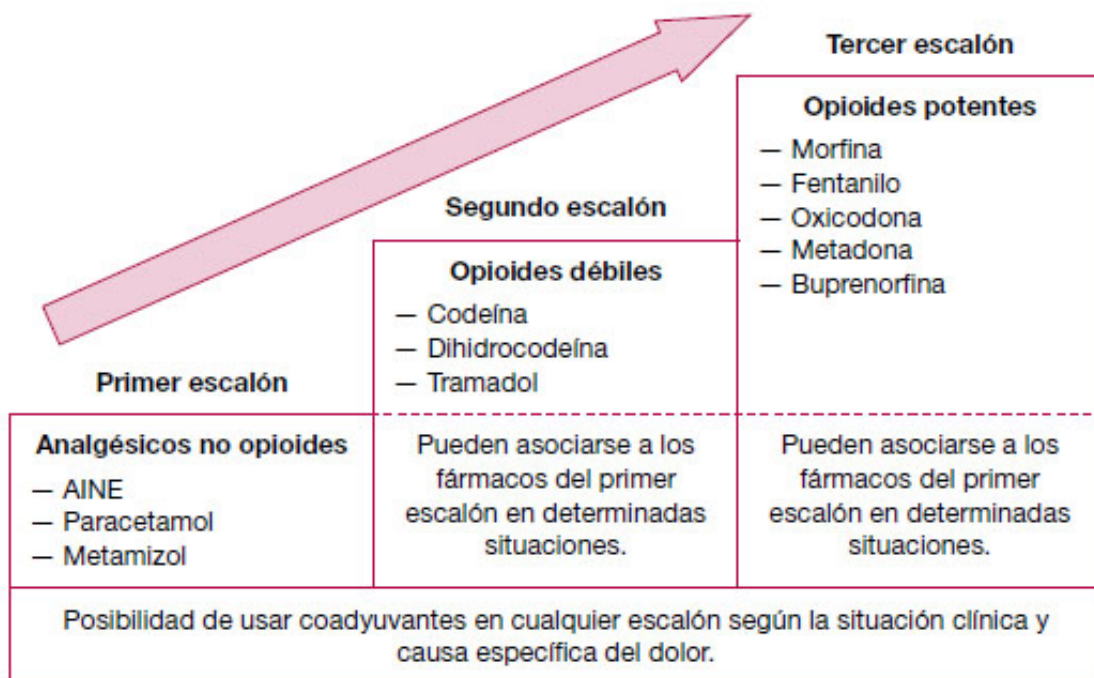 Tercer escalón
Opioides potentes
— Morfina
— Fentanilo
— Oxicodona
— Metadona
— Buprenorfina
Segundo escalón
Opioides débiles
— Codeína
— Dihidrocodeína
— Tramadol
Primer escalón
Analgésicos no opioides
— AINE
— Paracetamol
— Metamizol
Pueden asociarse a los
fármacos del primer
escalón en determinadas
situaciones.
Pueden asociarse a los
fármacos del primer
escalón en determinadas
situaciones.
Posibilidad de usar coadyuvantes en cualquier escalón según la situación clínica y
causa específica del dolor.